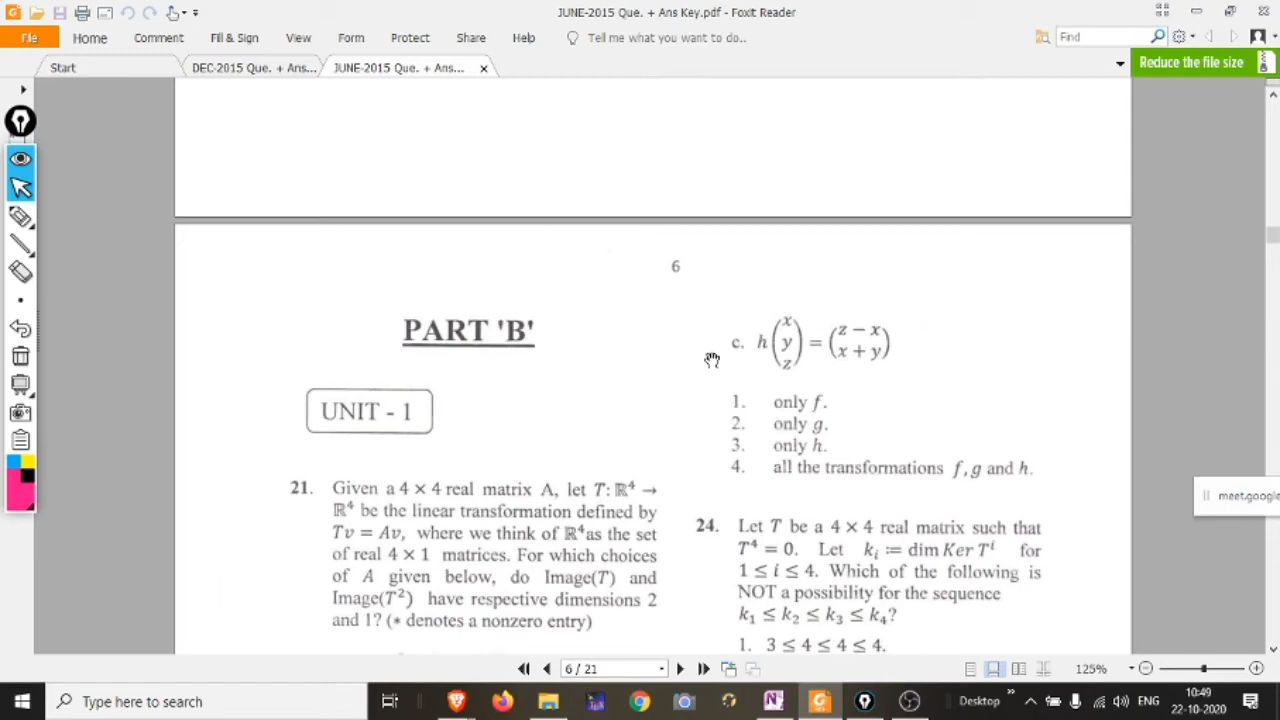 JUNE-2015 Que. + Ans Key.pdf - Foxit Reader
File Home Comment Fill & Sign View Form Protect Share Help Tell me what you want to do.. Find
Start DEC-2015 Que. + Ans... JUNE-2015 Que. + Ans... × Reduce the file size
6
PART 'B'
UNIT - 1
21. Given a 4 × 4 real matrix A, let T: ℝ⁴ →
ℝ⁴ be the linear transformation defined by
Tv = Av, where we think of ℝ⁴ as the set
of real 4 × 1 matrices. For which choices
of A given below, do Image(T) and
Image(T²) have respective dimensions 2
and 1? (* denotes a nonzero entry)
c. h(x y z) = (z − x x + y)
1. only f.
2. only g.
3. only h.
4. all the transformations f, g and h.
24. Let T be a 4 × 4 real matrix such that
T⁴ = 0. Let kᵢ := dim Ker Tⁱ for
1 ≤ i ≤ 4. Which of the following is
NOT a possibility for the sequence
k₁ ≤ k₂ ≤ k₃ ≤ k₄?
1. 3 ≤ 4 ≤ 4 ≤ 4.
meet.google
6 / 21 125%
Type here to search Desktop ENG 10:49
22-10-2020